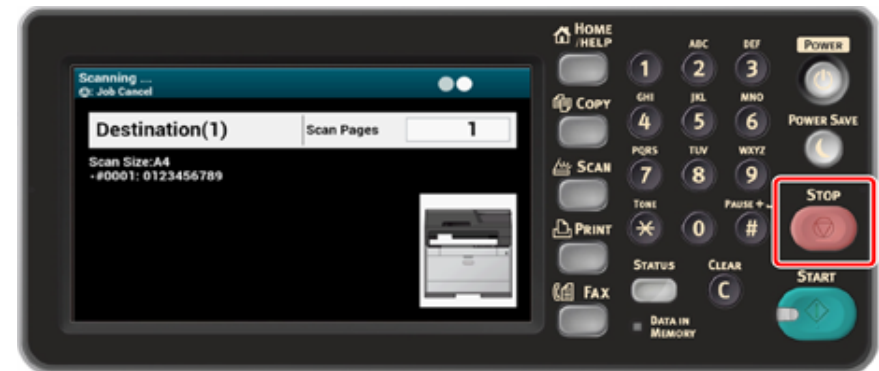 Scanning ....
: Job Cancel
Destination(1)
Scan Pages
1
Scan Size:A4
-#0001: 0123456789
HOME
/HELP
COPY
SCAN
PRINT
FAX
1
ABC
2
DEF
3
GHI
4
JKL
5
MNO
6
PQRS
7
TUV
8
WXYZ
9
TONE
0
PAUSE + -
#
STATUS
CLEAR
C
DATA IN
MEMORY
POWER
POWER SAVE
STOP
START